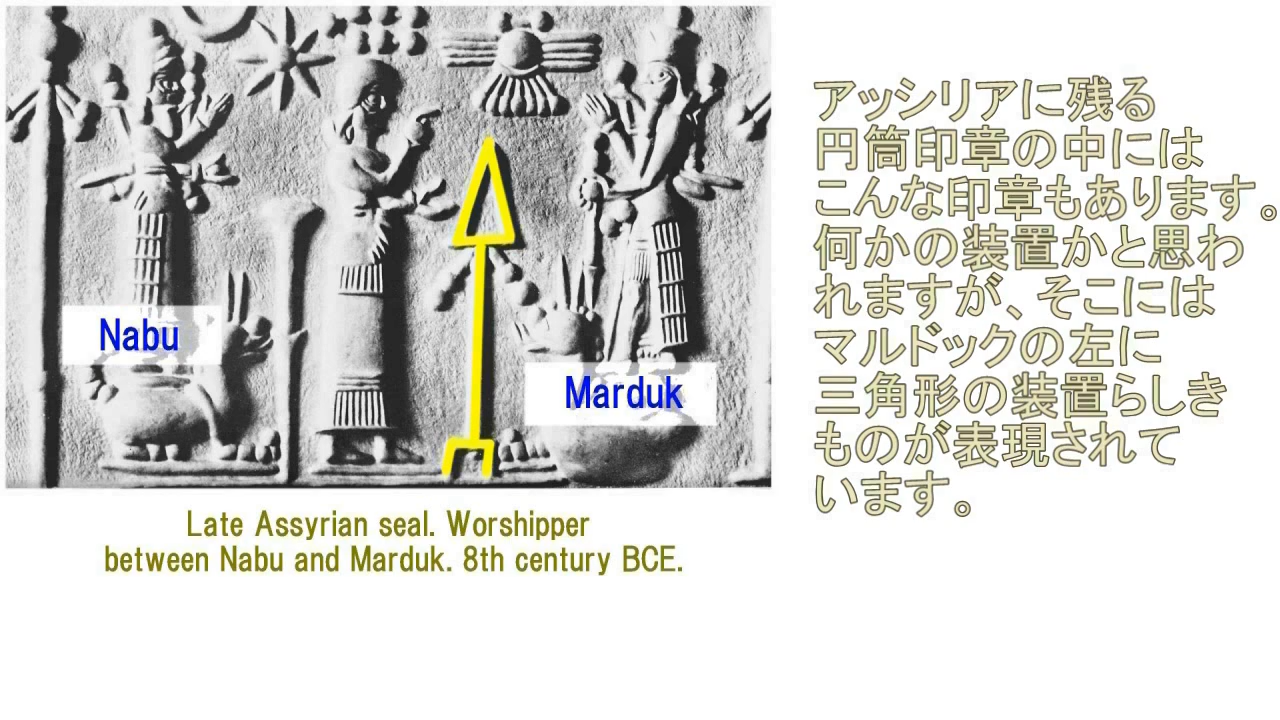 Nabu
Marduk
Late Assyrian seal. Worshipper
between Nabu and Marduk. 8th century BCE.
アッシリアに残る
円筒印章の中には
こんな印章もあります。
何かの装置かと思わ
れますが、そこには
マルドックの左に
三角形の装置らしき
ものが表現されて
います。